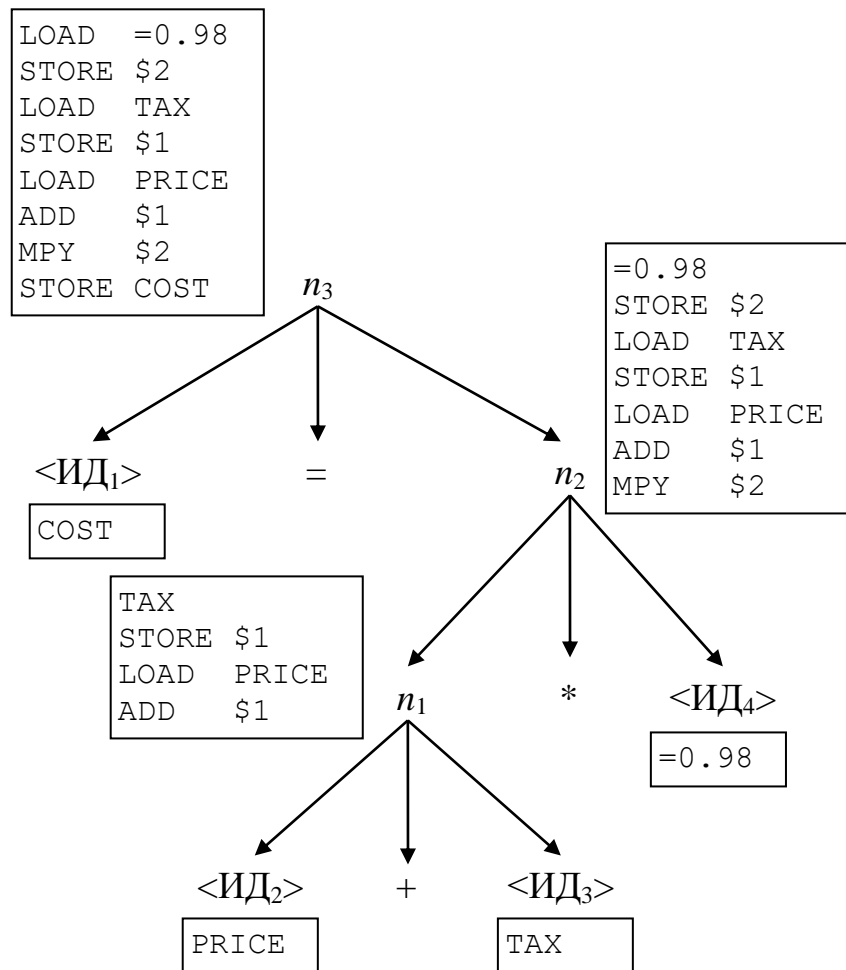 LOAD =0.98
STORE $2
LOAD TAX
STORE $1
LOAD PRICE
ADD $1
MPY $2
STORE COST
n3
=0.98
STORE $2
LOAD TAX
STORE $1
LOAD PRICE
ADD $1
MPY $2
<ИД1> = n2
COST
TAX
STORE $1
LOAD PRICE
ADD $1
n1 * <ИД4>
=0.98
<ИД2> + <ИД3>
PRICE TAX